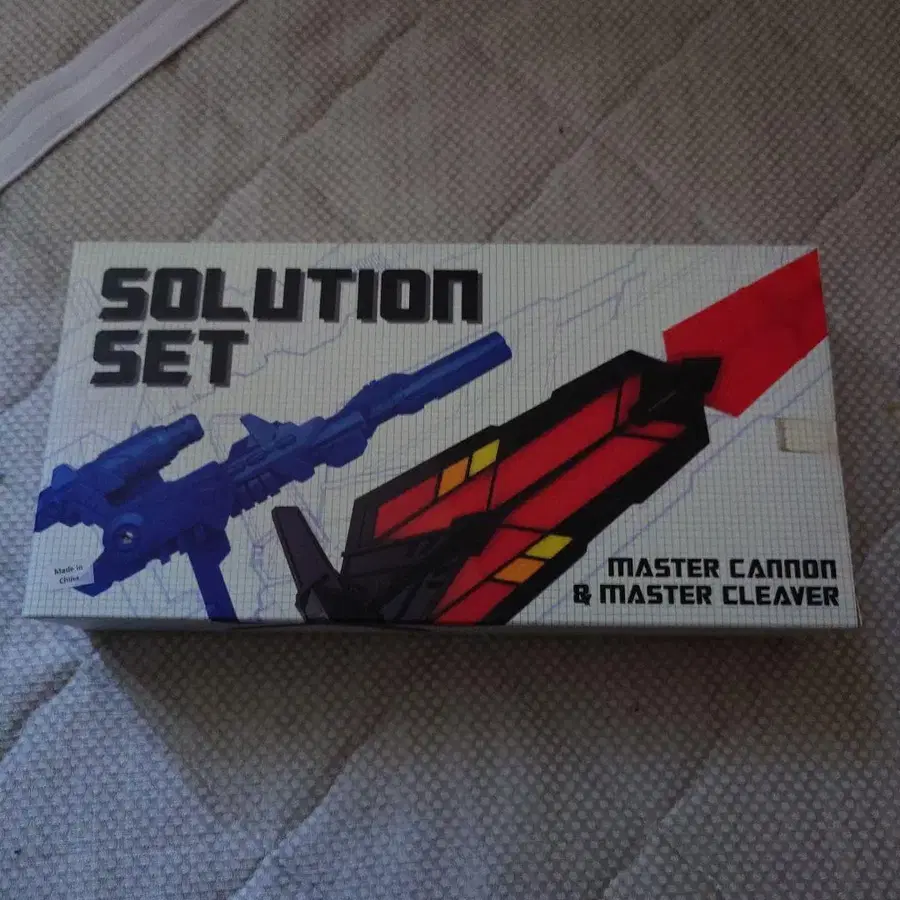 SOLUTION
SET
Made in
China
MASTER CANNON
& MASTER CLEAVER